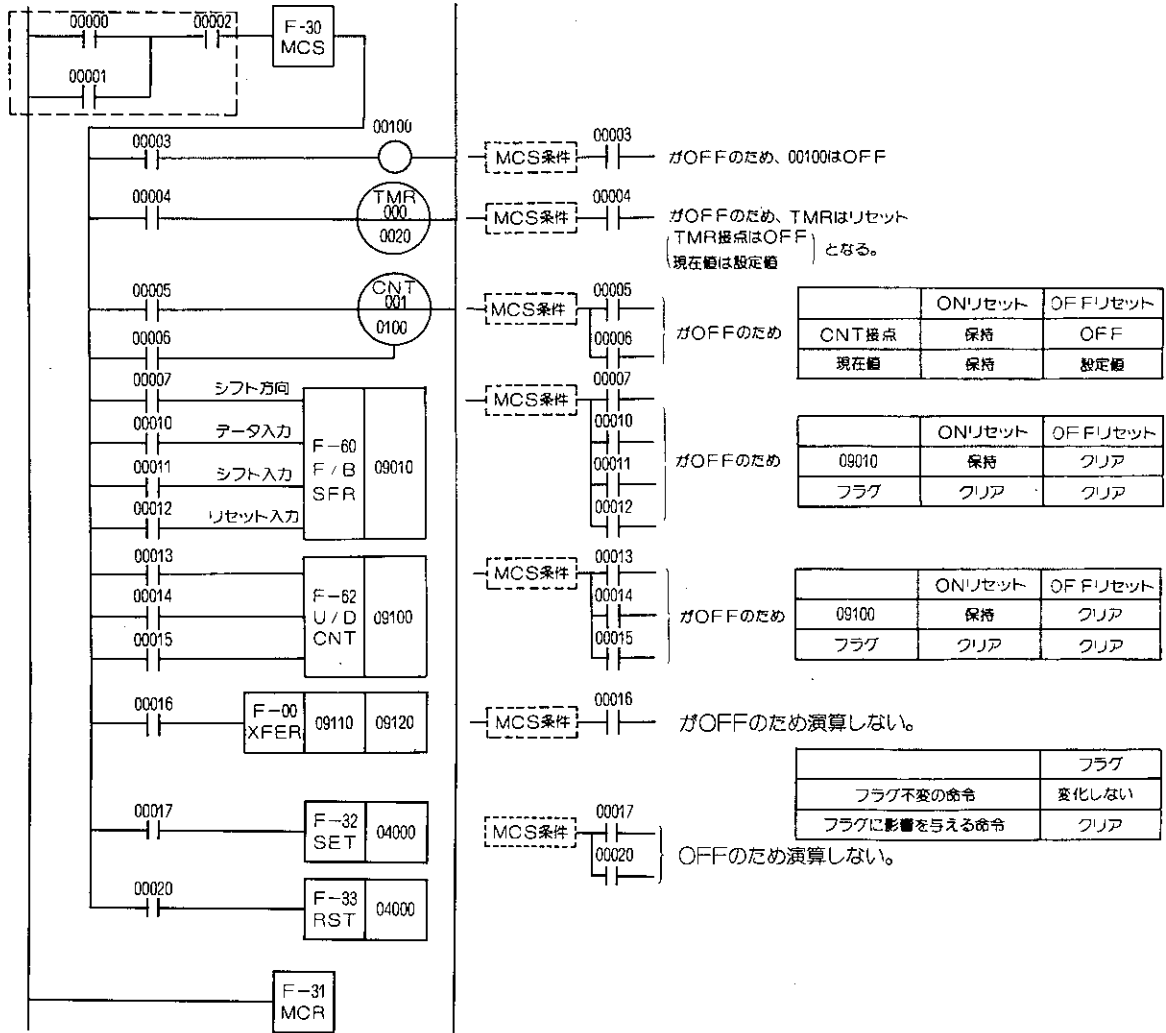 00000 00002 F-30 MCS
00001
00003 00100
MCS条件 00003 がOFFのため、00100はOFF
00004 TMR 000 0020
MCS条件 00004 がOFFのため、TMRはリセット
TMR接点はOFF
現在値は設定値
となる。
00005 CNT 001 0100
00006
MCS条件 00005
00006
がOFFのため
ONリセット OFFリセット
CNT接点 保持 OFF
現在値 保持 設定値
00007 シフト方向
00010 データ入力
00011 シフト入力
00012 リセット入力
F-60 F/B SFR 09010
MCS条件 00007
00010
00011
00012
がOFFのため
ONリセット OFFリセット
09010 保持 クリア
フラグ クリア クリア
00013
00014
00015
F-62 U/D CNT 09100
MCS条件 00013
00014
00015
がOFFのため
ONリセット OFFリセット
09100 保持 クリア
フラグ クリア クリア
00016 F-00 XFER 09110 09120
MCS条件 00016 がOFFのため演算しない。
フラグ
フラグ不変の命令 変化しない
フラグに影響を与える命令 クリア
00017 F-32 SET 04000
MCS条件 00017
00020
OFFのため演算しない。
00020 F-33 RST 04000
F-31 MCR